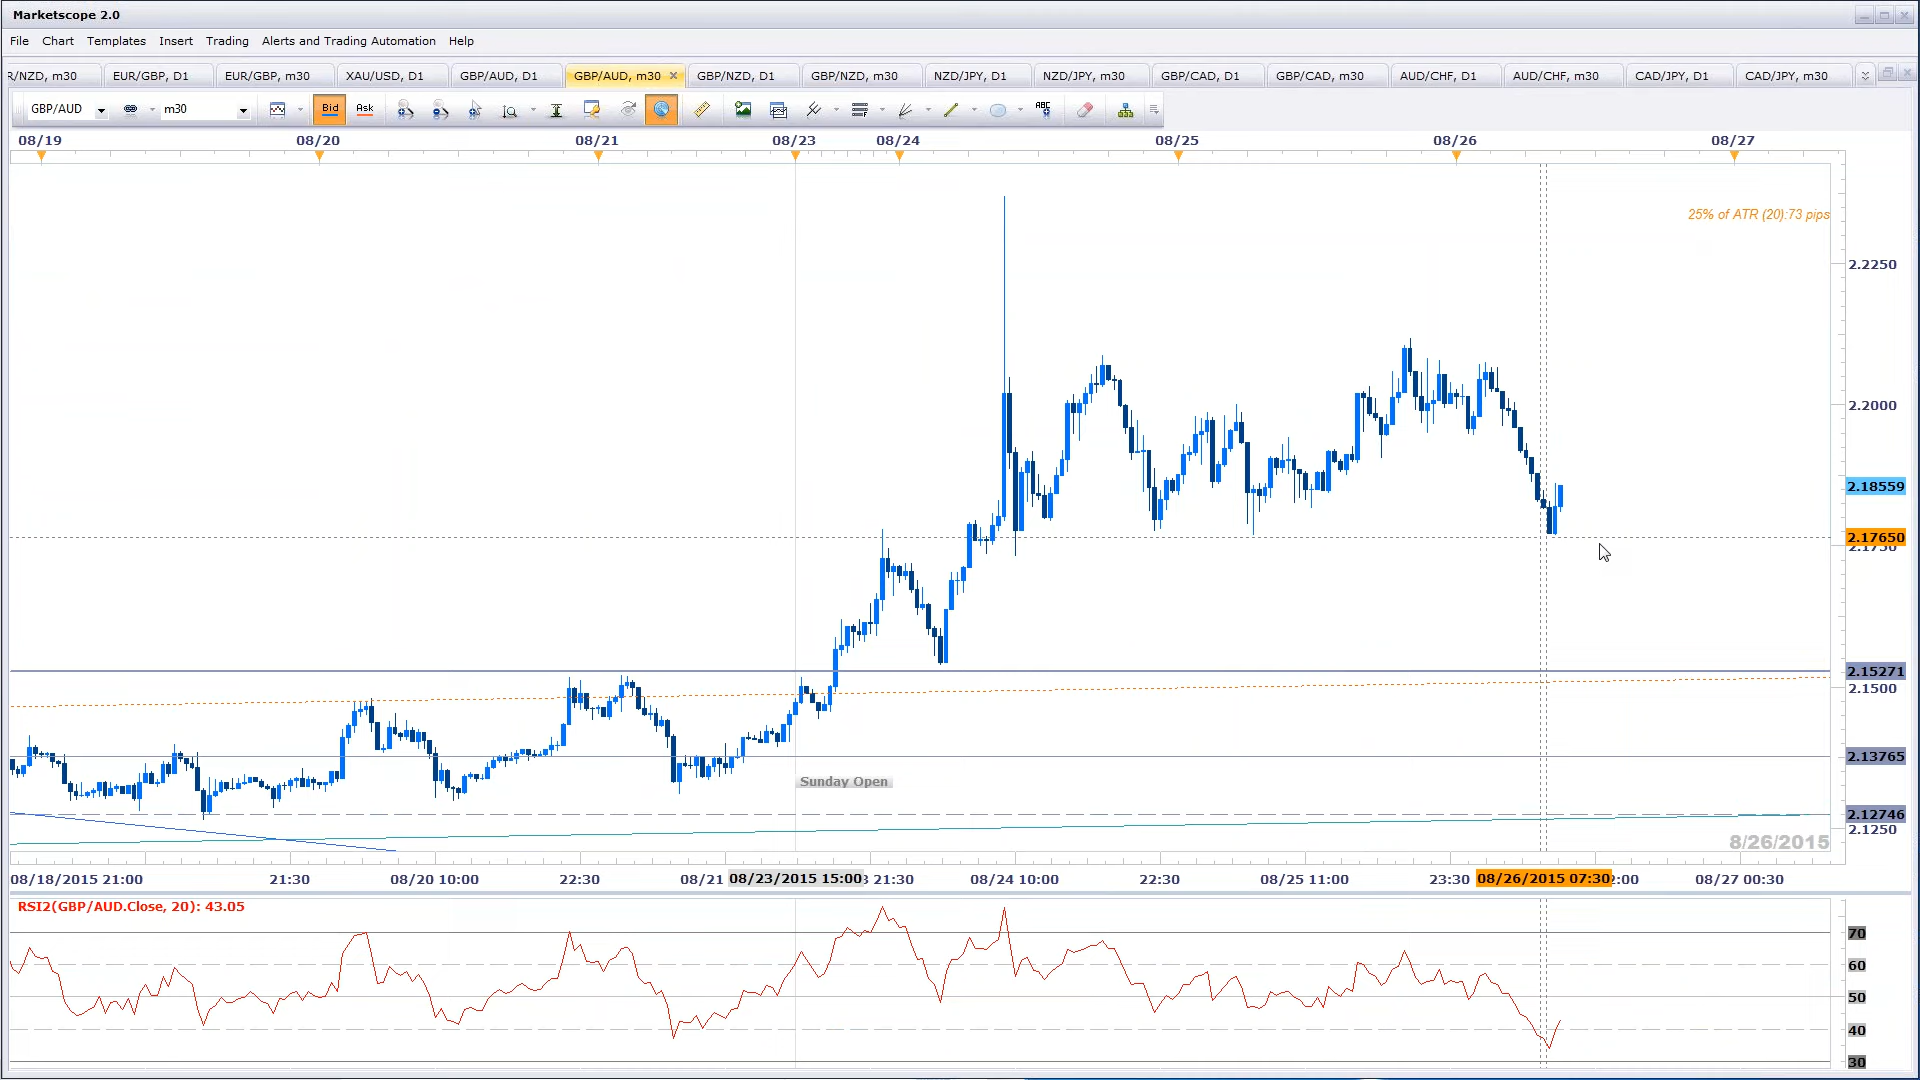 Marketscope 2.0
File Chart Templates Insert Trading Alerts and Trading Automation Help
R/NZD, m30 EUR/GBP, D1 EUR/GBP, m30 XAU/USD, D1 GBP/AUD, D1 GBP/AUD, m30 GBP/NZD, D1 GBP/NZD, m30 NZD/JPY, D1 NZD/JPY, m30 GBP/CAD, D1 GBP/CAD, m30 AUD/CHF, D1 AUD/CHF, m30 CAD/JPY, D1 CAD/JPY, m30
GBP/AUD m30 Bid Ask ABC
08/19 08/20 08/21 08/23 08/24 08/25 08/26 08/27
25% of ATR (20):73 pips
2.2250
2.2000
2.18559
2.17650
2.1750
2.15271
2.1500
2.13765
Sunday Open
2.12746
2.1250
8/26/2015
08/18/2015 21:00 21:30 08/20 10:00 22:30 08/21 08/23/2015 15:00 21:30 08/24 10:00 22:30 08/25 11:00 23:30 08/26/2015 07:30 2:00 08/27 00:30
RSI2(GBP/AUD.Close, 20): 43.05
70
60
50
40
30